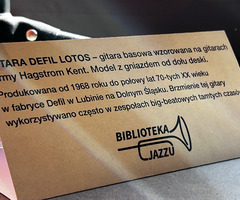 TARA DEFIL LOTOS – gitara basowa wzorowana na gitarach
rmy Hagstrom Kent. Model z gniazdem od dołu deski.
Produkowana od 1968 roku do połowy lat 70-tych XX wieku
w fabryce Defil w Lubinie na Dolnym Śląsku. Brzmienie tej gitary
wykorzystywano często w zespołach big-beatowych tamtych czasów
BIBLIOTEKA
JAZZU